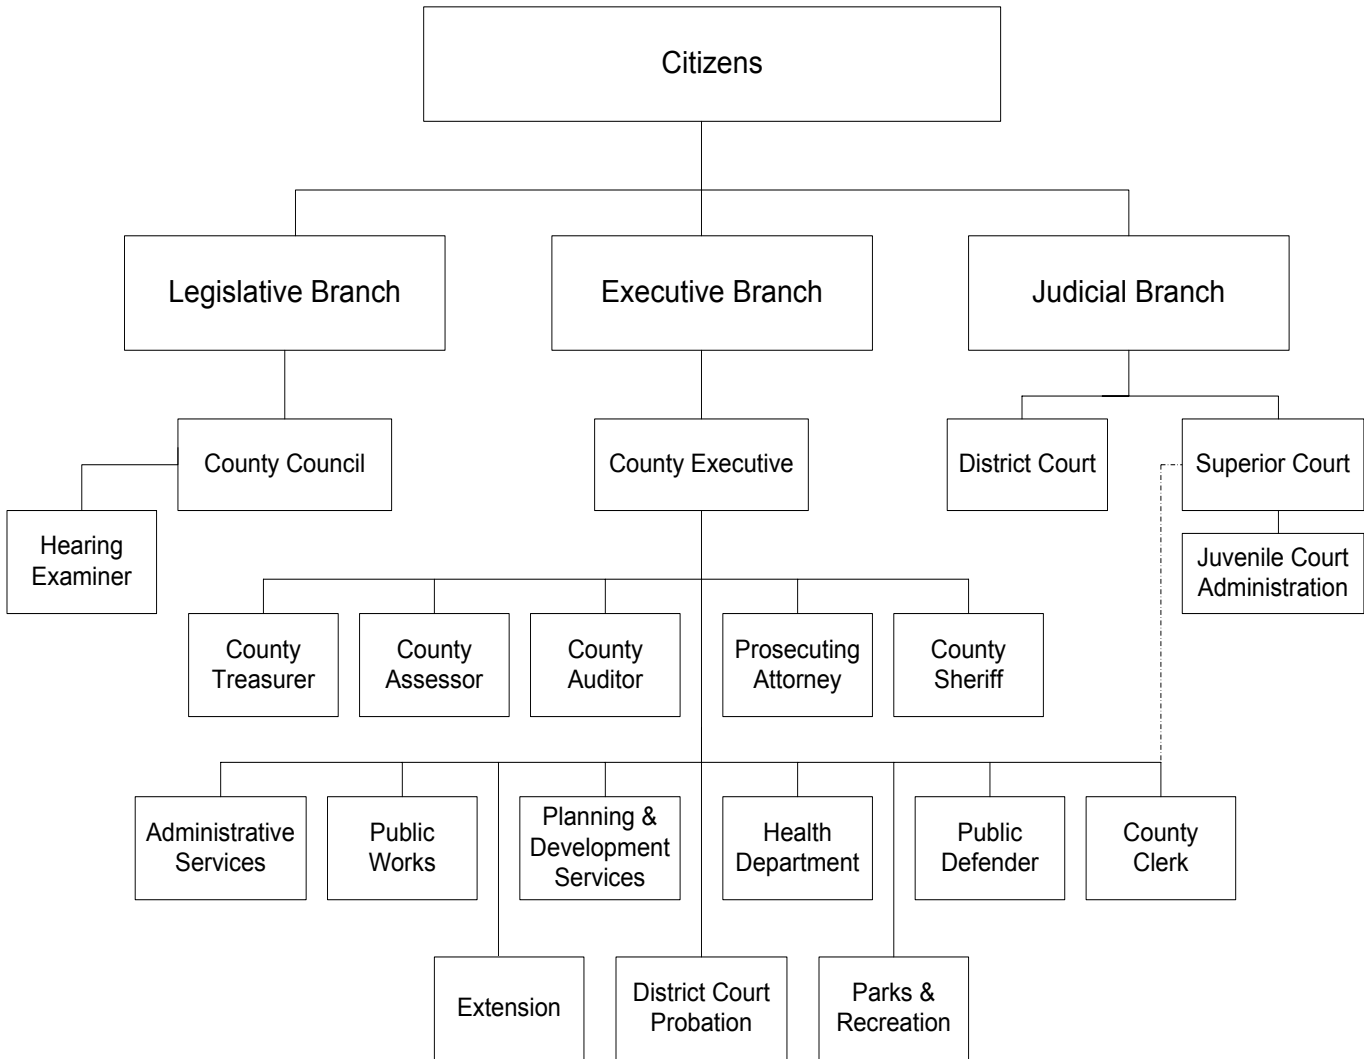 Citizens
Legislative Branch
Executive Branch
Judicial Branch
County Council
County Executive
District Court
Superior Court
Hearing
Examiner
Juvenile Court
Administration
County
Treasurer
County
Assessor
County
Auditor
Prosecuting
Attorney
County
Sheriff
Administrative
Services
Public
Works
Planning &
Development
Services
Health
Department
Public
Defender
County
Clerk
Extension
District Court
Probation
Parks &
Recreation